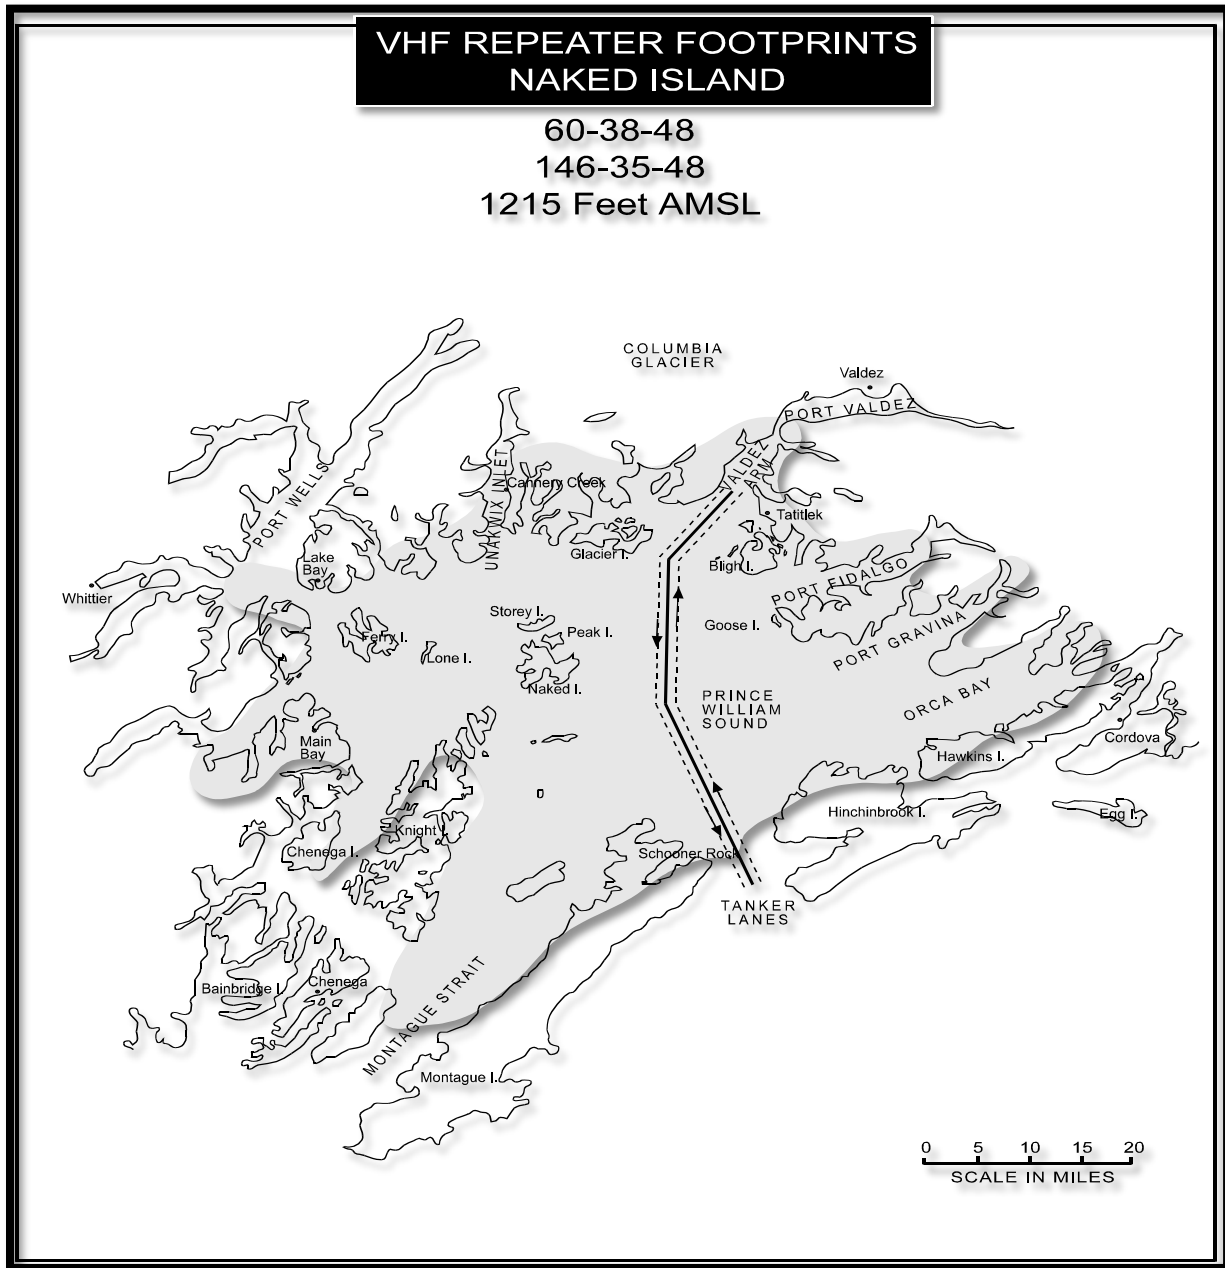 VHF REPEATER FOOTPRINTS
NAKED ISLAND
60-38-48
146-35-48
1215 Feet AMSL
COLUMBIA
GLACIER
Valdez
PORT VALDEZ
VALDEZ
ARM
UNAKWIX INLET
Cannery Creek
PORT WELLS
Tatitlek
Glacier I.
Bligh I.
Lake
Bay
Whittier
PORT FIDALGO
Storey I.
Peak I.
Goose I.
Ferry I.
Lone I.
PORT GRAVINA
Naked I.
PRINCE
WILLIAM
SOUND
ORCA BAY
Main
Bay
Cordova
Hawkins I.
Hinchinbrook I.
Egg I.
Knight I.
Chenega I.
Schooner Rock
TANKER
LANES
Bainbridge I.
Chenega
MONTAGUE STRAIT
Montague I.
0 5 10 15 20
SCALE IN MILES